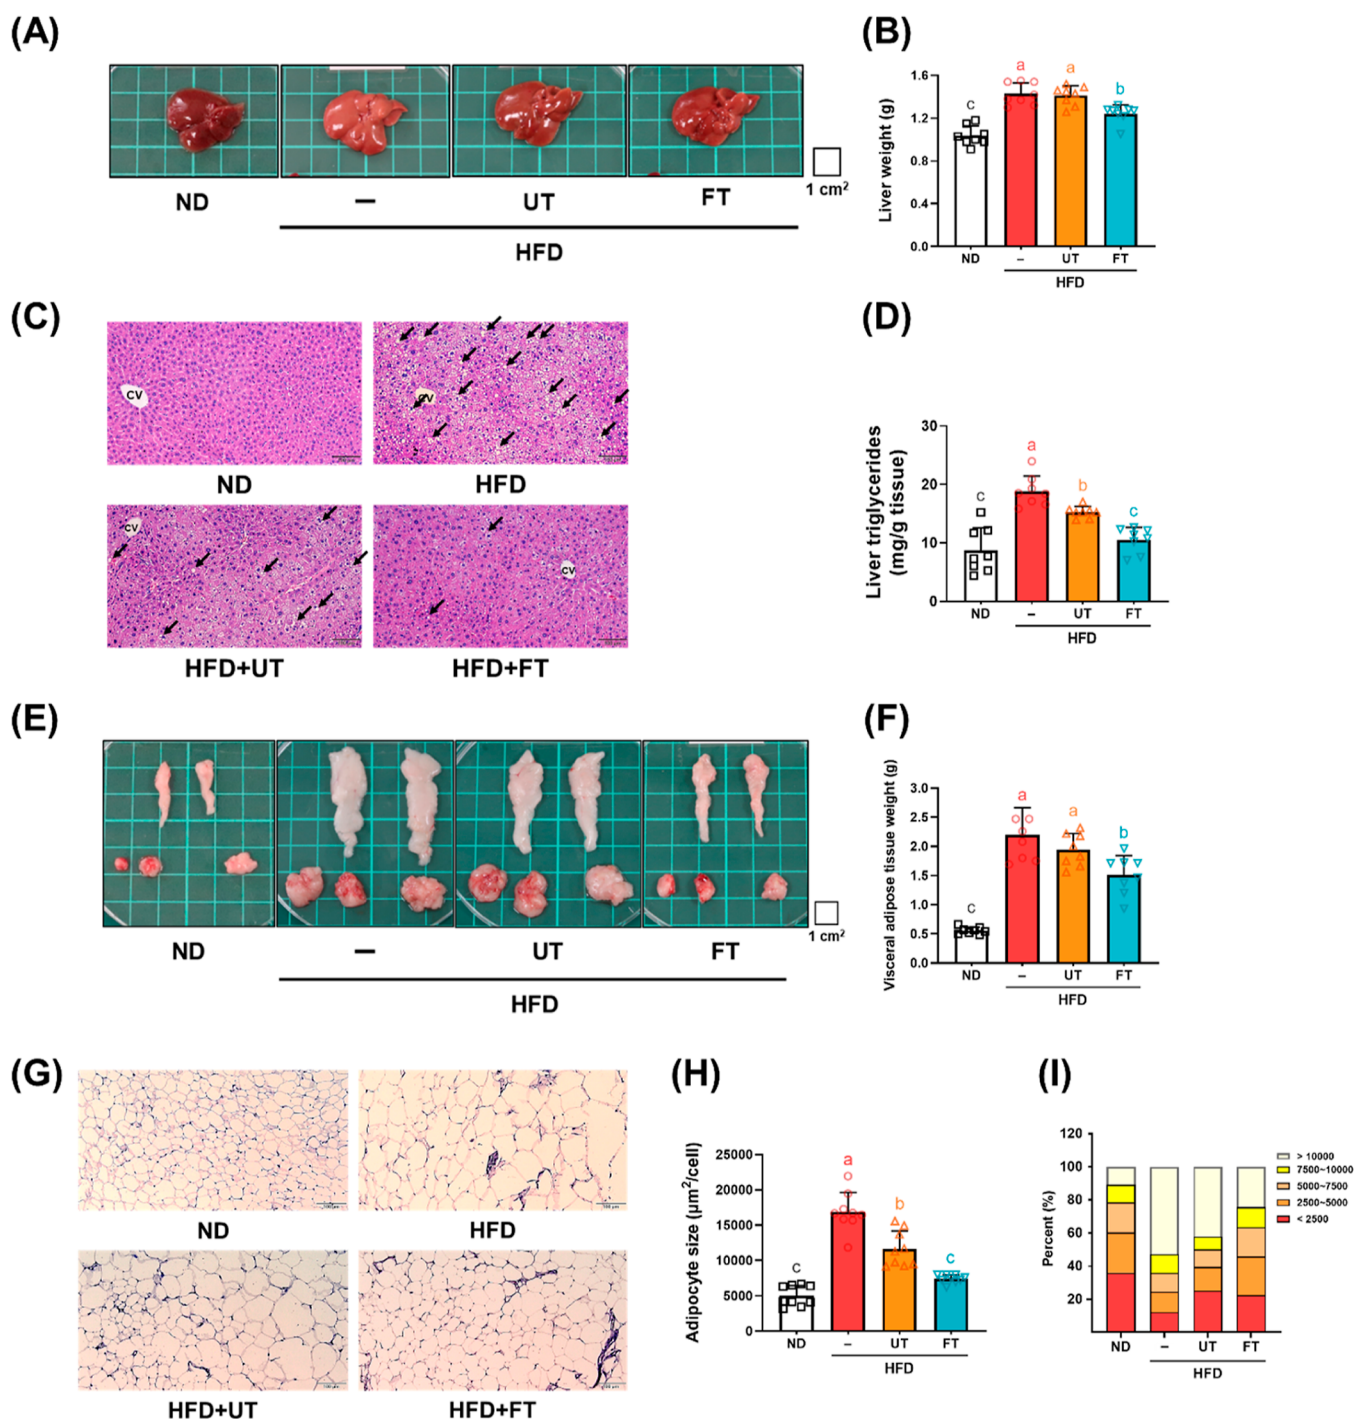 (A)
ND
–
UT
FT
HFD
1 cm²
(B)
Liver weight (g)
1.6
1.2
0.8
0.4
0.0
c
a
a
b
ND
–
UT
FT
HFD
(C)
CV
ND
CV
HFD
CV
HFD+UT
CV
HFD+FT
(D)
Liver triglycerides
(mg/g tissue)
30
20
10
0
c
a
b
c
ND
–
UT
FT
HFD
(E)
ND
–
UT
FT
HFD
1 cm²
(F)
Visceral adipose tissue weight (g)
3.0
2.5
2.0
1.5
1.0
0.5
0.0
c
a
a
b
ND
–
UT
FT
HFD
(G)
ND
HFD
100 μm
HFD+UT
100 μm
HFD+FT
(H)
Adipocyte size (μm²/cell)
25000
20000
15000
10000
5000
0
c
a
b
c
ND
–
UT
FT
HFD
(I)
Percent (%)
120
100
80
60
40
20
ND
–
UT
FT
HFD
> 10000
7500~10000
5000~7500
2500~5000
< 2500